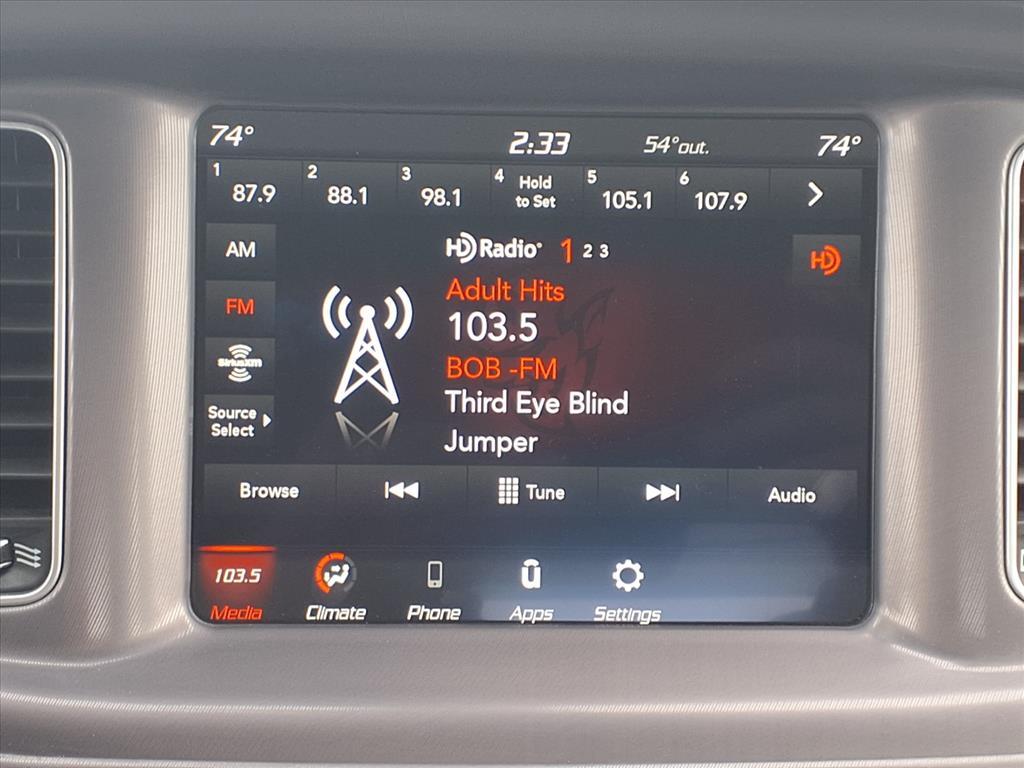 74° 2:33 54° out. 74°
1 87.9 2 88.1 3 98.1 4 Hold to Set 5 105.1 6 107.9
HD Radio 1 2 3
HD
AM
FM
SiriusXM
Source
Select
Adult Hits
103.5
BOB -FM
Third Eye Blind
Jumper
Browse Tune Audio
103.5
Media Climate Phone Apps Settings